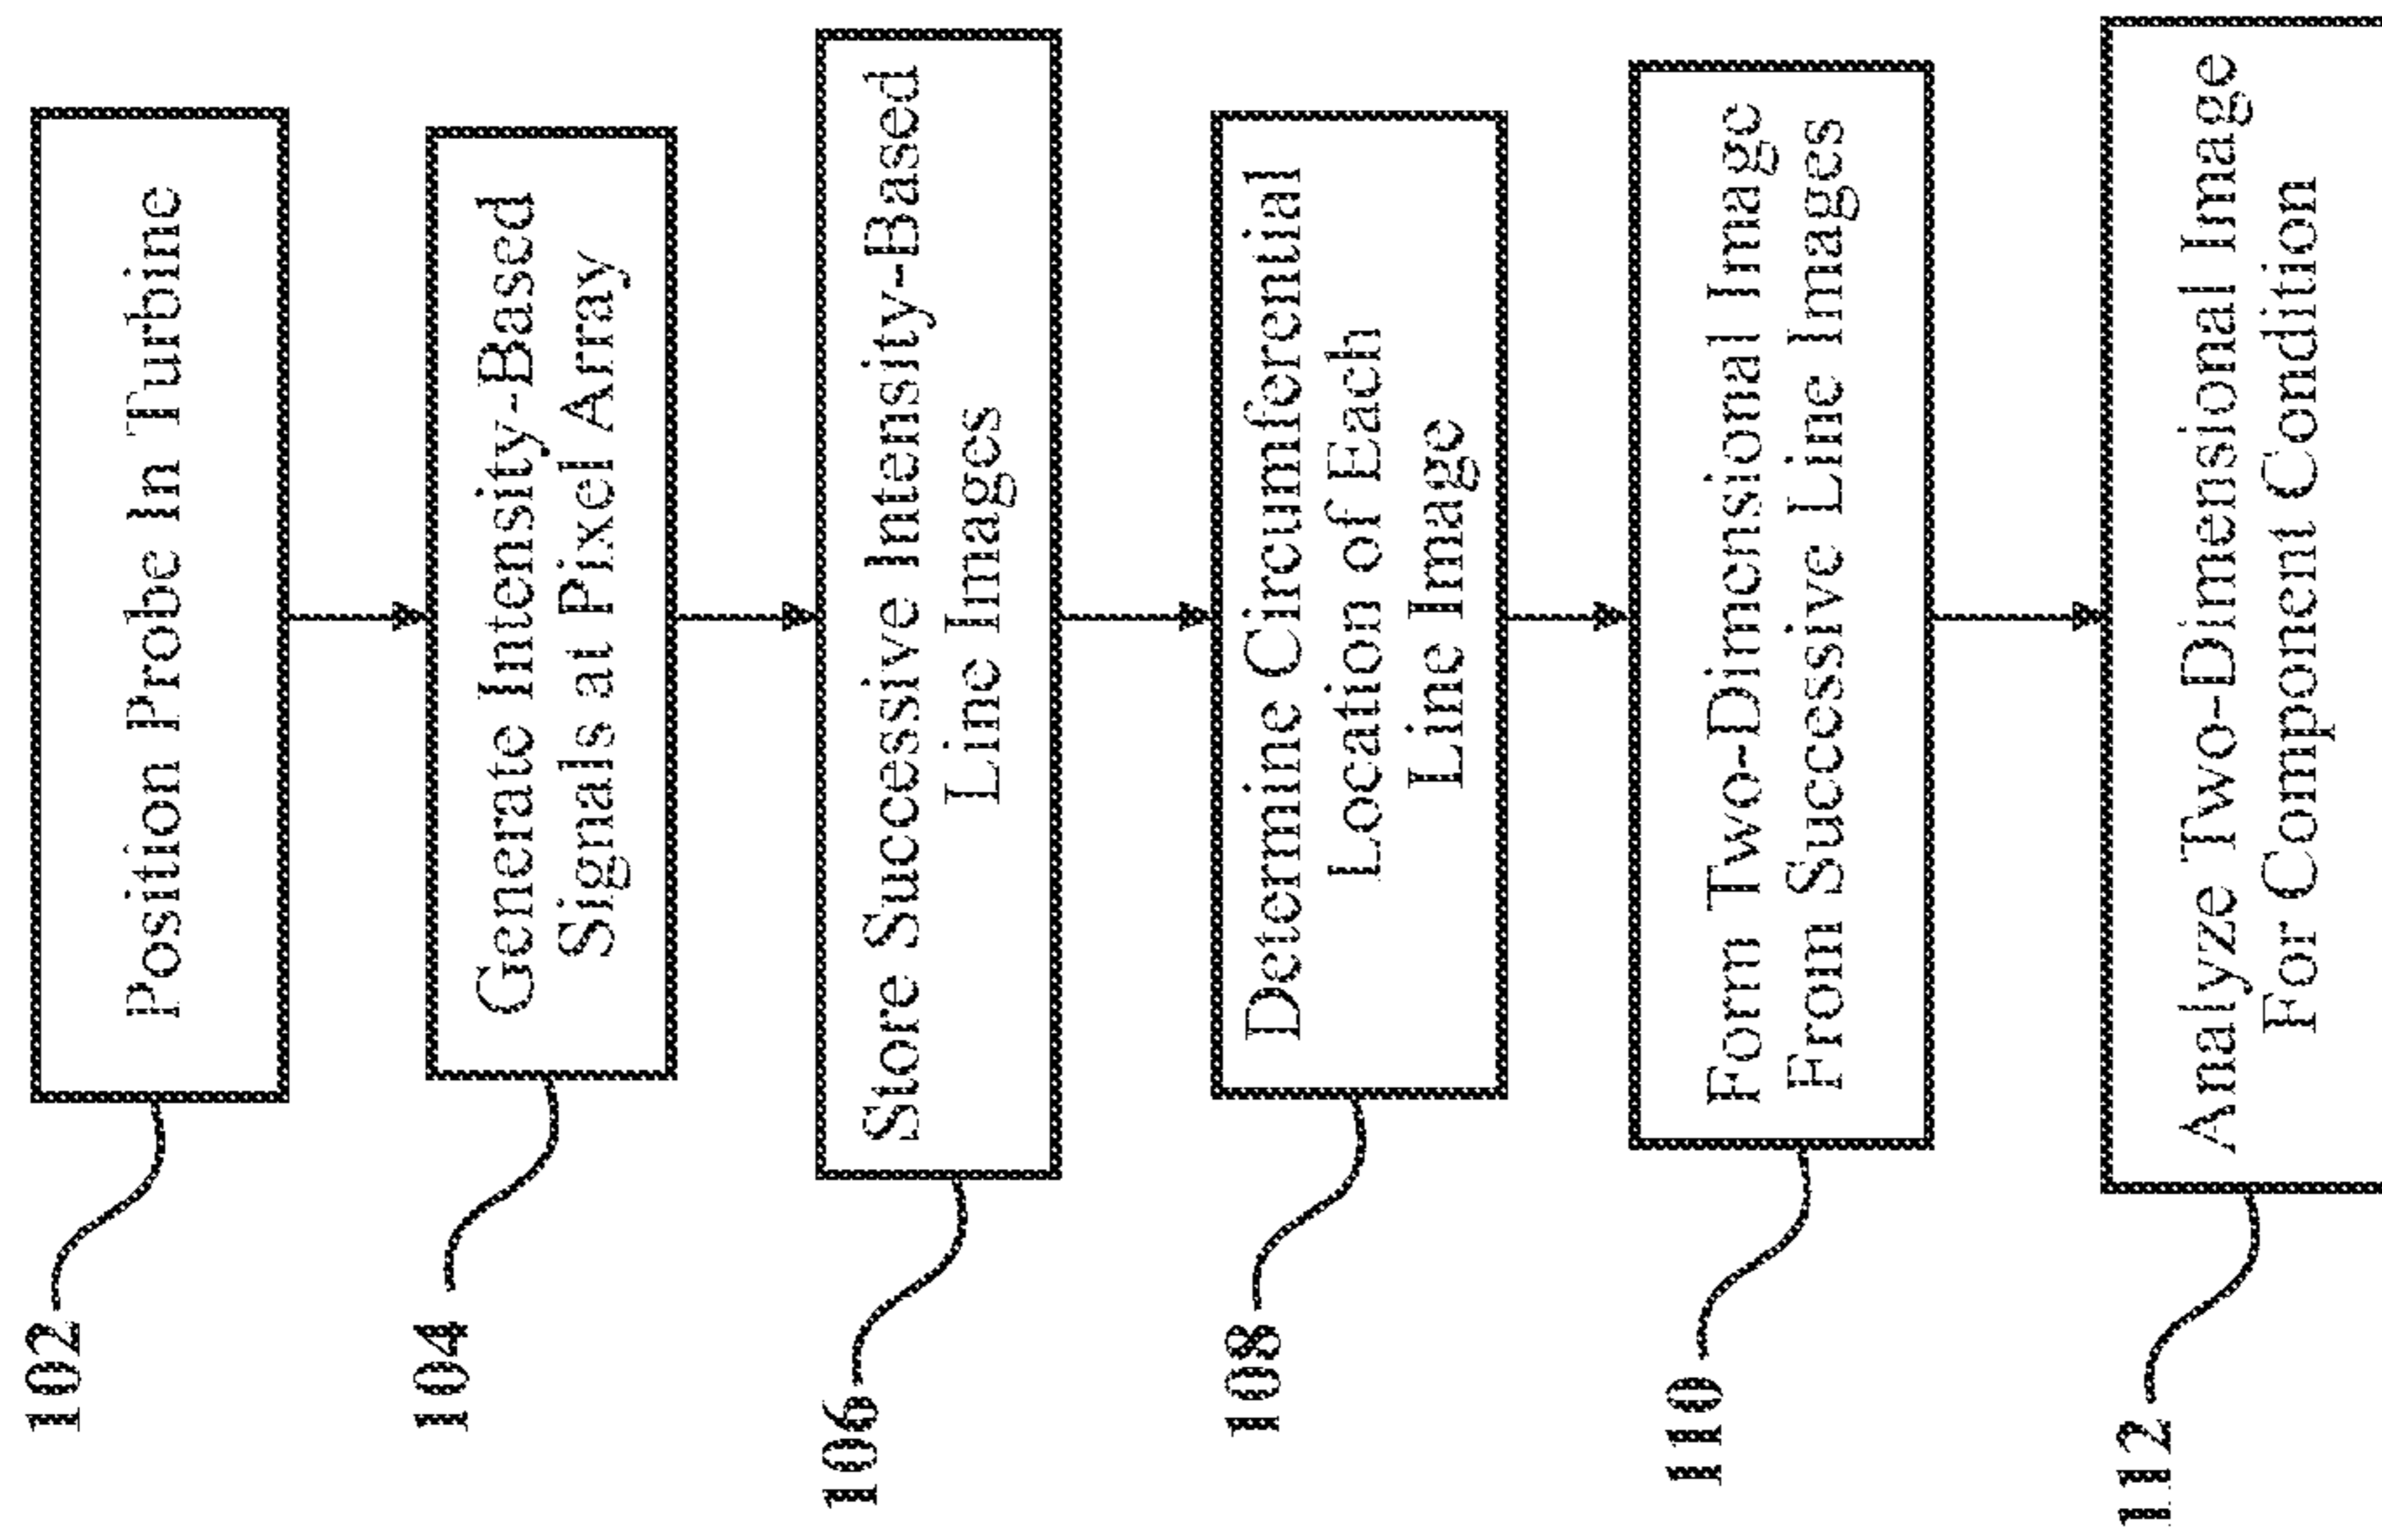 102
Position Probe In Turbine
104
Generate Intensity-Based
Signals at Pixel Array
106
Store Successive Intensity-Based
Line Images
108
Determine Circumferential
Location of Each
Line Image
110
Form Two-Dimensional Image
From Successive Line Images
112
Analyze Two-Dimensional Image
For Component Condition